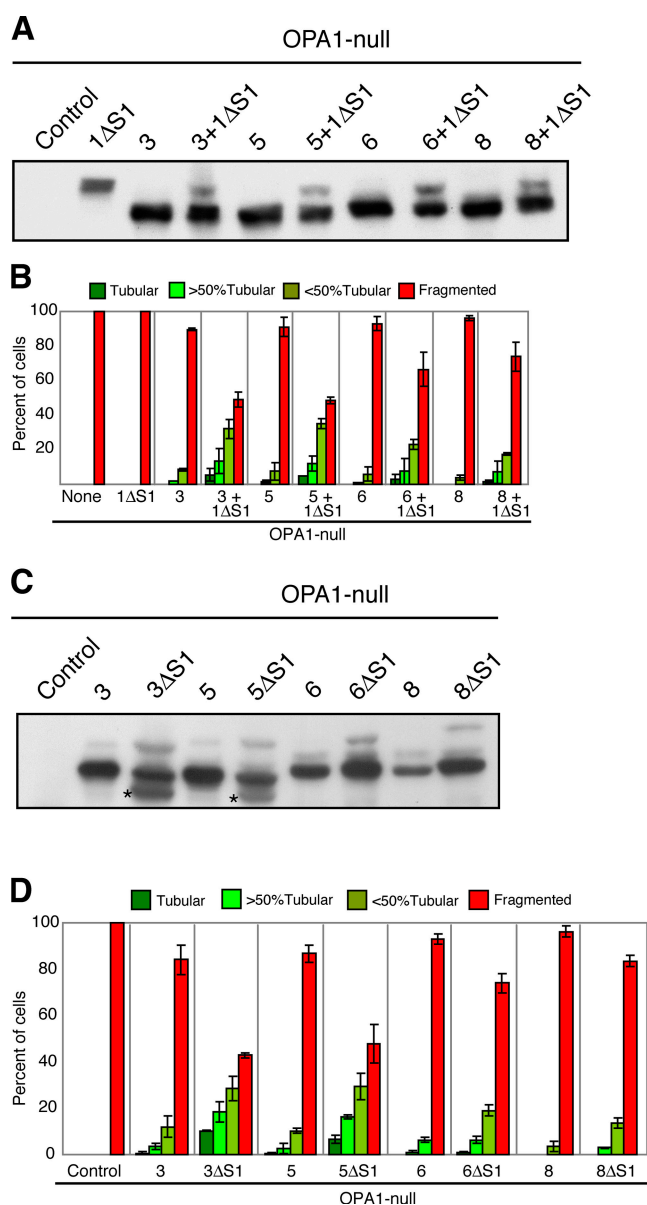 A
OPA1-null
Control 1ΔS1 3 3+1ΔS1 5 5+1ΔS1 6 6+1ΔS1 8 8+1ΔS1
B
Tubular >50%Tubular <50%Tubular Fragmented
Percent of cells
100
80
60
40
20
None 1ΔS1 3 3 + 5 5 + 6 6 + 8 8 +
1ΔS1 1ΔS1 1ΔS1 1ΔS1
OPA1-null
C
OPA1-null
Control 3 3ΔS1 5 5ΔS1 6 6ΔS1 8 8ΔS1
* *
D
Tubular >50%Tubular <50%Tubular Fragmented
Percent of cells
100
80
60
40
20
0
Control 3 3ΔS1 5 5ΔS1 6 6ΔS1 8 8ΔS1
OPA1-null